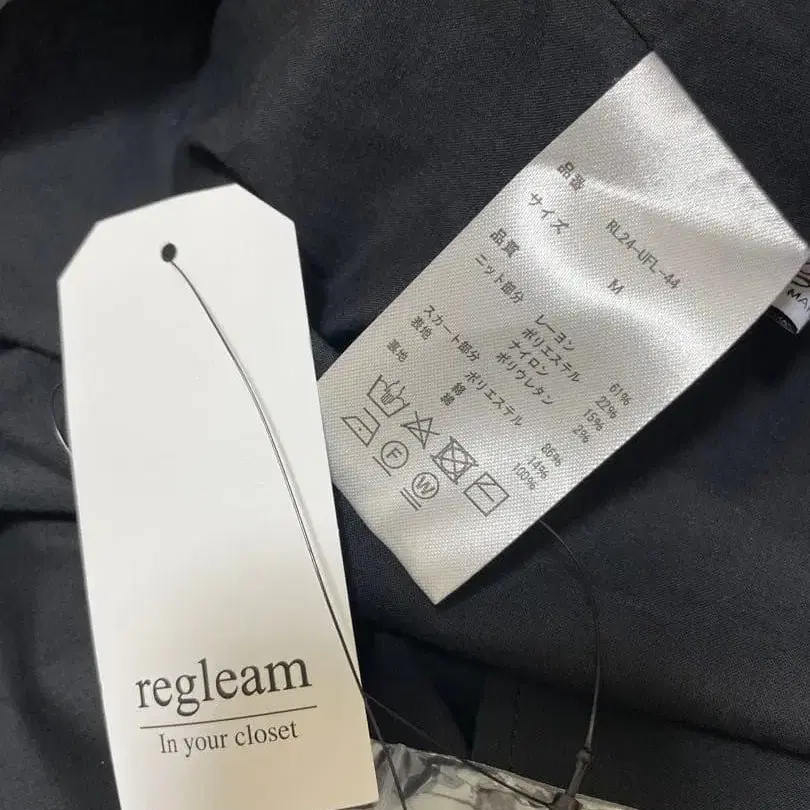 regleam
In your closet
品番 RL24-UFL-44
サイズ M
品質
ニット部分 レーヨン 61%
ポリエステル 22%
ナイロン 15%
ポリウレタン 2%
スカート部分
表地 ポリエステル 86%
綿 14%
裏地 綿 100%
F
W